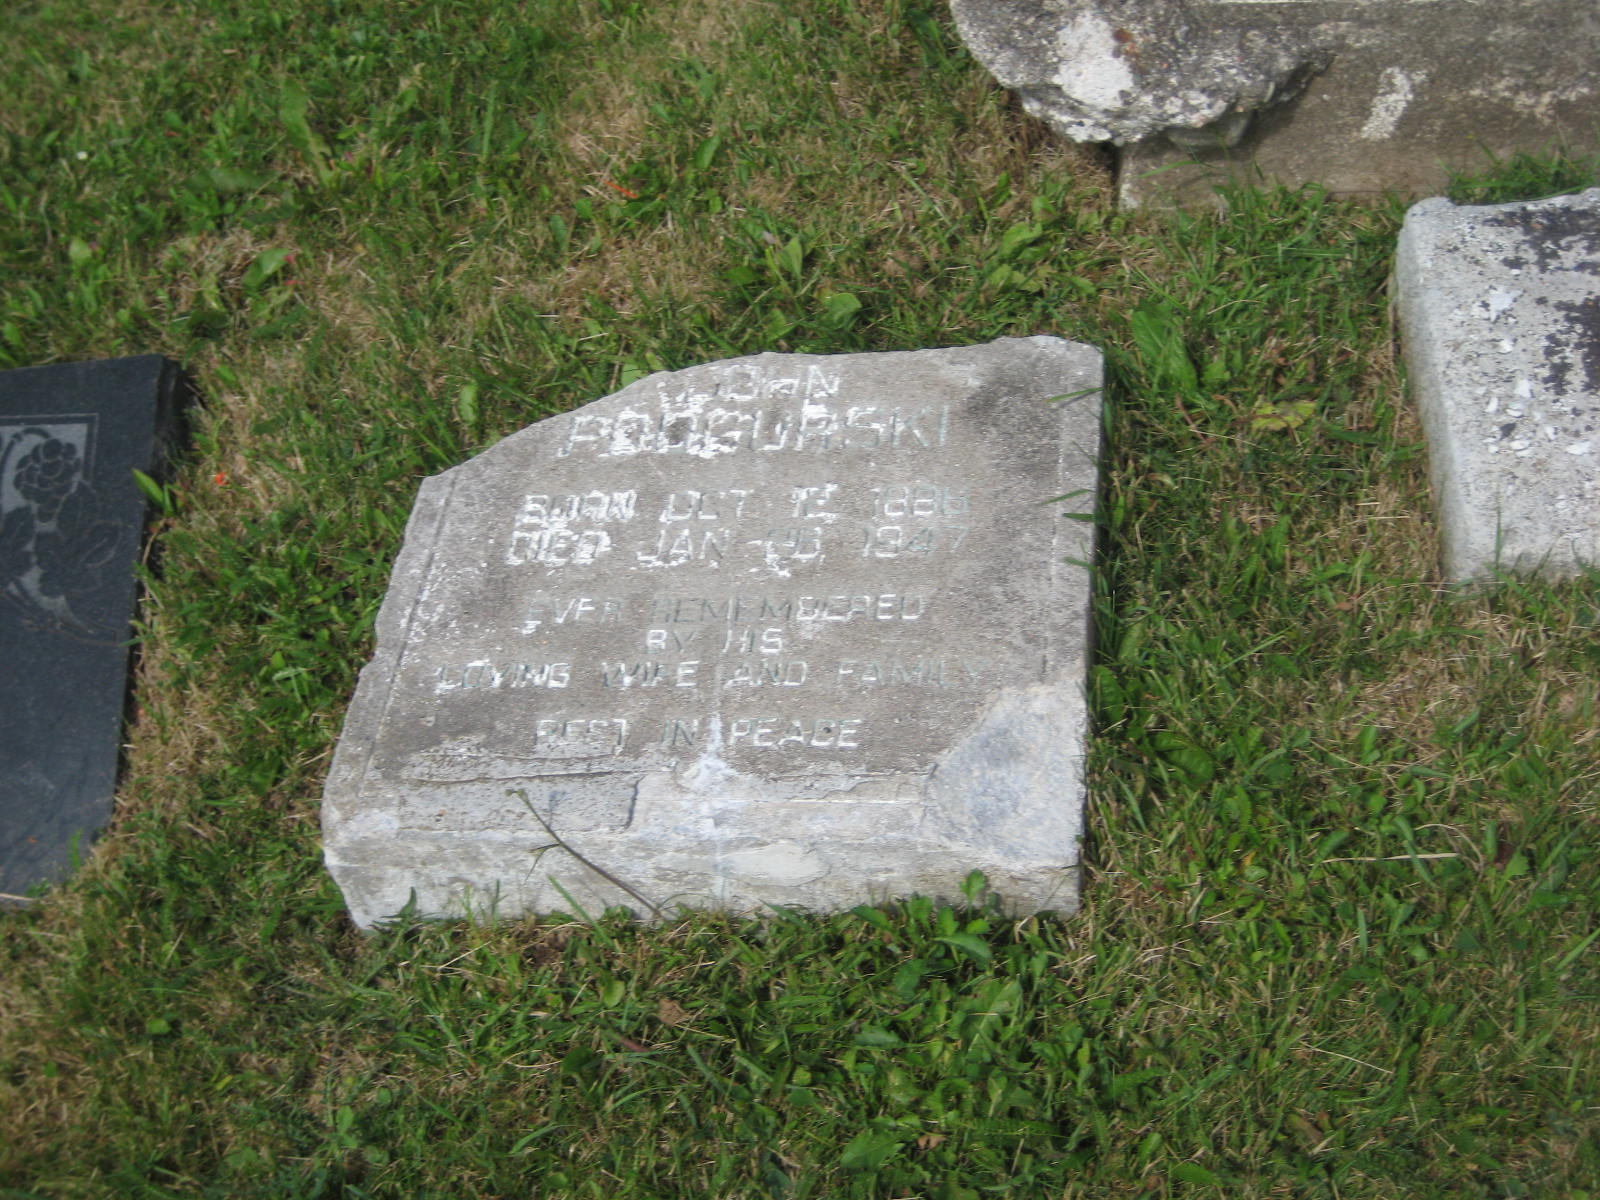 JOHN
PODGURSKI
BORN OCT 12 1886
DIED JAN 1947
EVER REMEMBERED
BY HIS
LOVING WIFE AND FAMILY
REST IN PEACE